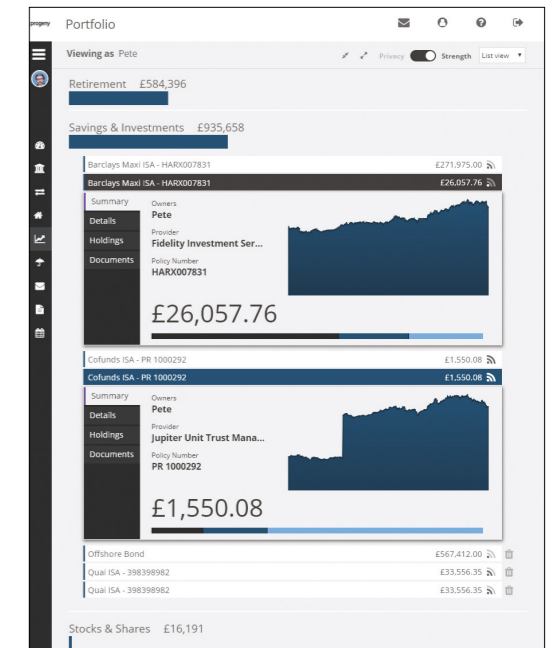 progeny
Portfolio
Viewing as Pete
Privacy
Strength
List view
Retirement £584,396
Savings & Investments £935,658
Barclays Maxi ISA - HARX007831 £271,975.00
Barclays Maxi ISA - HARX007831 £26,057.76
Summary
Details
Holdings
Documents
Owners
Pete
Provider
Fidelity Investment Ser...
Policy Number
HARX007831
£26,057.76
Cofunds ISA - PR 1000292 £1,550.08
Cofunds ISA - PR 1000292 £1,550.08
Summary
Details
Holdings
Documents
Owners
Pete
Provider
Jupiter Unit Trust Mana...
Policy Number
PR 1000292
£1,550.08
Offshore Bond £567,412.00
Quai ISA - 398398982 £33,556.35
Quai ISA - 398398982 £33,556.35
Stocks & Shares £16,191